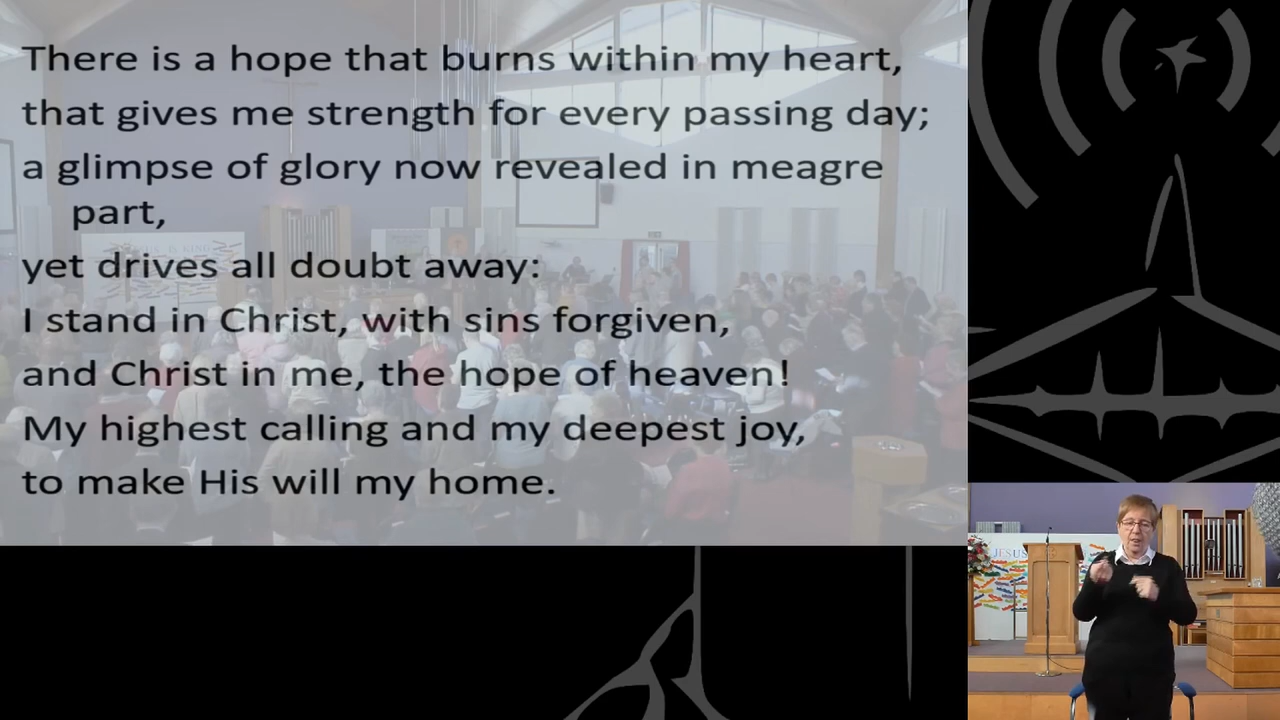 There is a hope that burns within my heart,
that gives me strength for every passing day;
a glimpse of glory now revealed in meagre
part,
yet drives all doubt away:
I stand in Christ, with sins forgiven,
and Christ in me, the hope of heaven!
My highest calling and my deepest joy,
to make His will my home.
JESUS